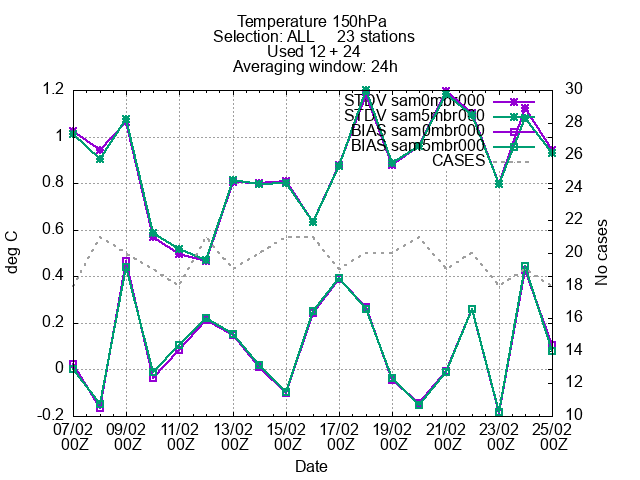 Temperature 150hPa
Selection: ALL 23 stations
Used 12 + 24
Averaging window: 24h
STDV sam0mbr000
STDV sam5mbr000
BIAS sam0mbr000
BIAS sam5mbr000
CASES
1.2
1
0.8
0.6
0.4
0.2
0
-0.2
deg C
30
28
26
24
22
20
18
16
14
12
10
No cases
07/02 09/02 11/02 13/02 15/02 17/02 19/02 21/02 23/02 25/02
00Z 00Z 00Z 00Z 00Z 00Z 00Z 00Z 00Z 00Z
Date